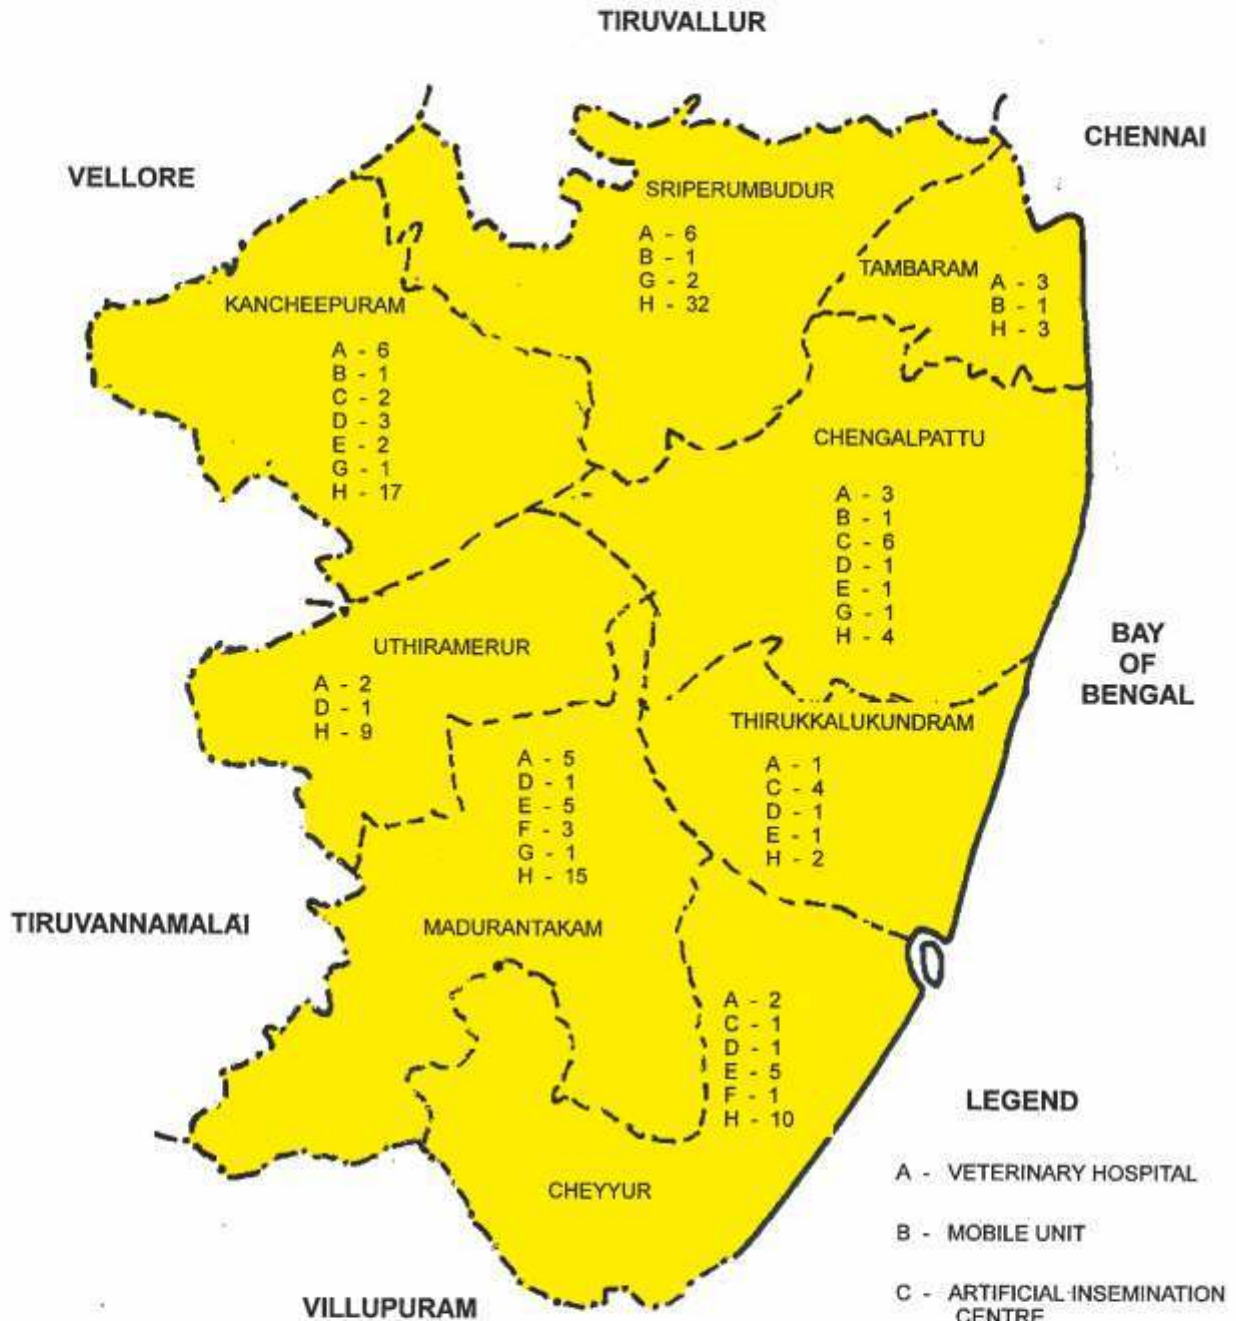 TIRUVALLUR
CHENNAI
VELLORE
SRIPERUMBUDUR
A - 6
B - 1
G - 2
H - 32
TAMBARAM
A - 3
B - 1
H - 3
KANCHEEPURAM
A - 6
B - 1
C - 2
D - 3
E - 2
G - 1
H - 17
CHENGALPATTU
A - 3
B - 1
C - 6
D - 1
E - 1
G - 1
H - 4
BAY
OF
BENGAL
UTHIRAMERUR
A - 2
D - 1
H - 9
THIRUKKALUKUNDRAM
A - 1
C - 4
D - 1
E - 1
H - 2
A - 5
D - 1
E - 5
F - 3
G - 1
H - 15
MADURANTAKAM
TIRUVANNAMALAI
A - 2
C - 1
D - 1
E - 5
F - 1
H - 10
CHEYYUR
VILLUPURAM
LEGEND
A - VETERINARY HOSPITAL
B - MOBILE UNIT
C - ARTIFICIAL INSEMINATION
CENTRE